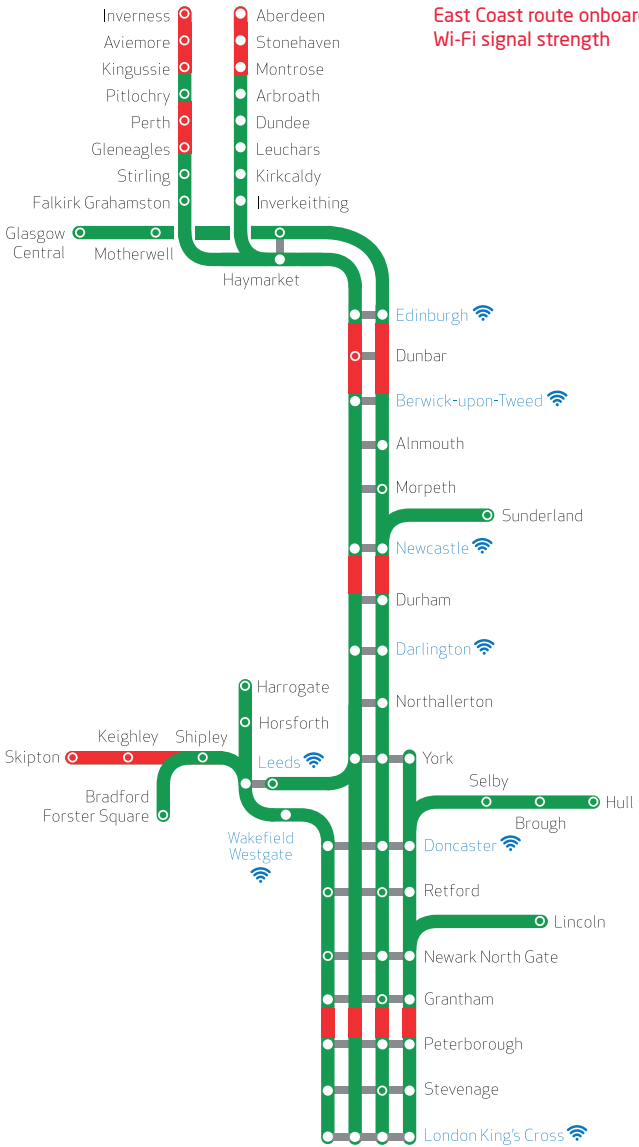 East Coast route onboar
Wi-Fi signal strength
Inverness
Aviemore
Kingussie
Pitlochry
Perth
Gleneagles
Stirling
Falkirk Grahamston
Aberdeen
Stonehaven
Montrose
Arbroath
Dundee
Leuchars
Kirkcaldy
Inverkeithing
Glasgow
Central
Motherwell
Haymarket
Edinburgh
Dunbar
Berwick-upon-Tweed
Alnmouth
Morpeth
Sunderland
Newcastle
Durham
Darlington
Northallerton
Harrogate
Horsforth
Skipton
Keighley
Shipley
Leeds
York
Bradford
Forster Square
Selby
Brough
Hull
Wakefield
Westgate
Doncaster
Retford
Lincoln
Newark North Gate
Grantham
Peterborough
Stevenage
London King's Cross